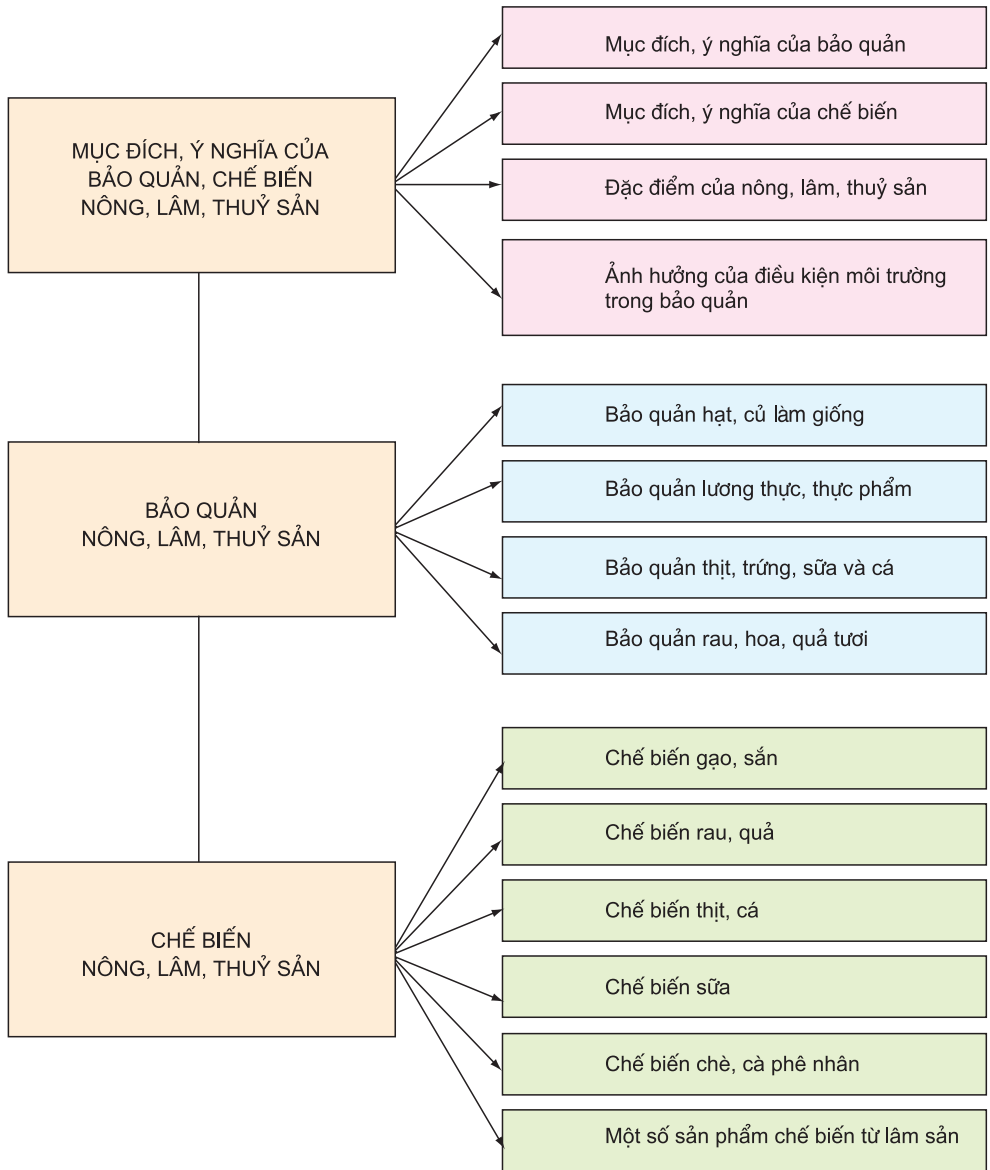 MỤC ĐÍCH, Ý NGHĨA CỦA
BẢO QUẢN, CHẾ BIẾN
NÔNG, LÂM, THUỶ SẢN
Mục đích, ý nghĩa của bảo quản
Mục đích, ý nghĩa của chế biến
Đặc điểm của nông, lâm, thuỷ sản
Ảnh hưởng của điều kiện môi trường
trong bảo quản
BẢO QUẢN
NÔNG, LÂM, THUỶ SẢN
Bảo quản hạt, củ làm giống
Bảo quản lương thực, thực phẩm
Bảo quản thịt, trứng, sữa và cá
Bảo quản rau, hoa, quả tươi
CHẾ BIẾN
NÔNG, LÂM, THUỶ SẢN
Chế biến gạo, sắn
Chế biến rau, quả
Chế biến thịt, cá
Chế biến sữa
Chế biến chè, cà phê nhân
Một số sản phẩm chế biến từ lâm sản